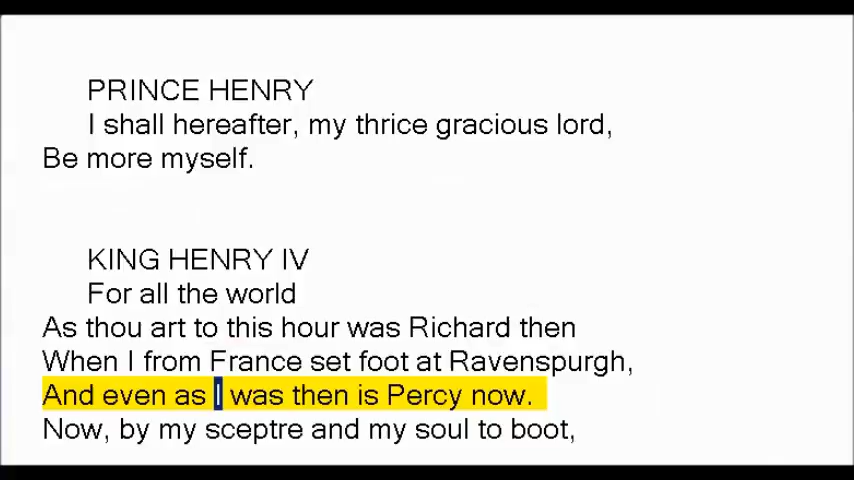 PRINCE HENRY
I shall hereafter, my thrice gracious lord,
Be more myself.
KING HENRY IV
For all the world
As thou art to this hour was Richard then
When I from France set foot at Ravenspurgh,
And even as I was then is Percy now.
Now, by my sceptre and my soul to boot,